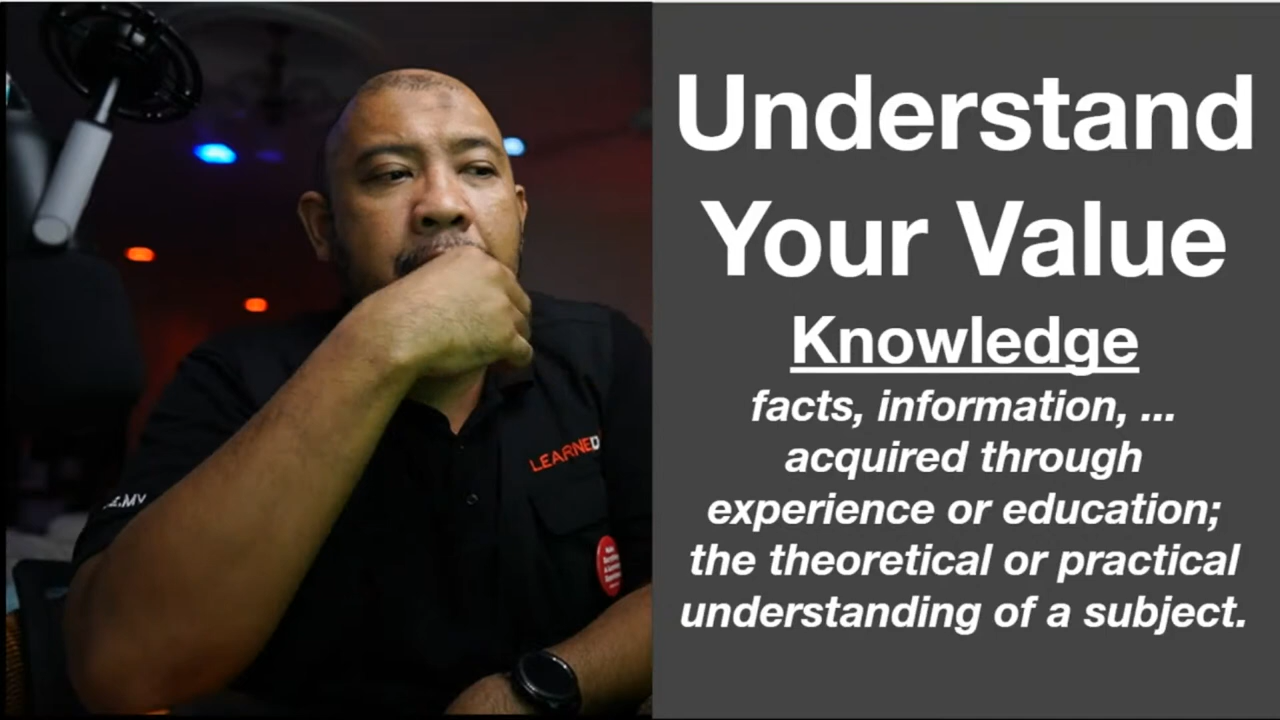 Understand
Your Value
Knowledge
facts, information, ...
acquired through
experience or education;
the theoretical or practical
understanding of a subject.
LEARNED
.MY